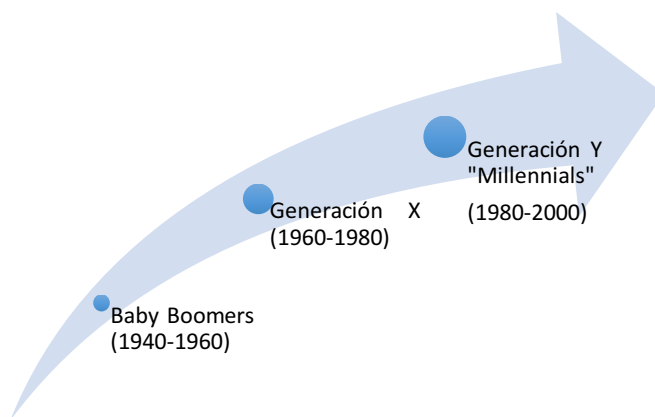 Baby Boomers
(1940-1960)
Generación X
(1960-1980)
Generación Y
"Millennials"
(1980-2000)